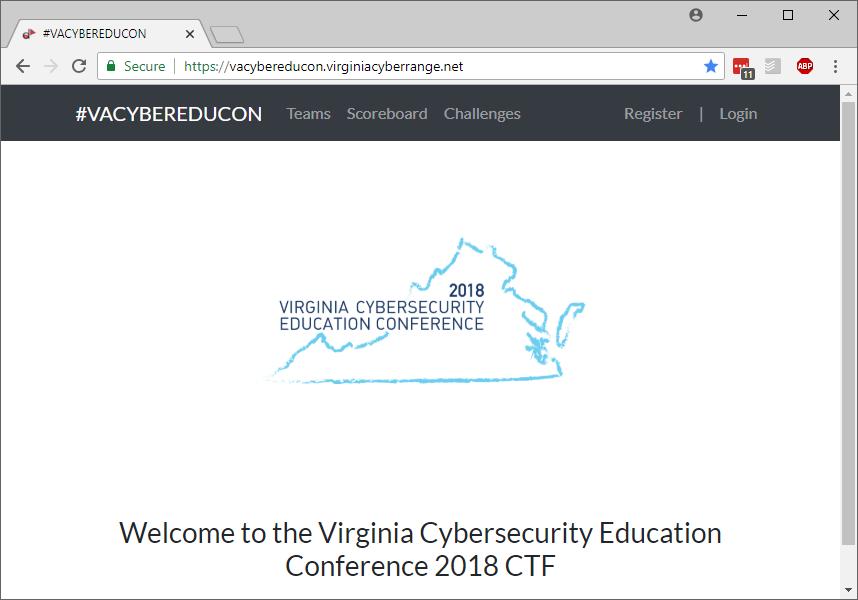 #VACYBEREDUCON
Secure | https://vacybereducon.virginiacyberrange.net
11
ABP
#VACYBEREDUCON Teams Scoreboard Challenges Register | Login
2018
VIRGINIA CYBERSECURITY
EDUCATION CONFERENCE
Welcome to the Virginia Cybersecurity Education
Conference 2018 CTF